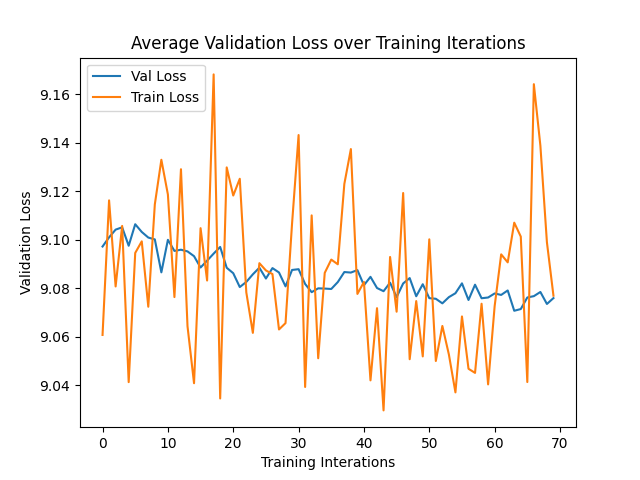 Average Validation Loss over Training Iterations
Val Loss
Train Loss
9.16
9.14
9.12
9.10
9.08
9.06
9.04
Validation Loss
0 10 20 30 40 50 60 70
Training Interations